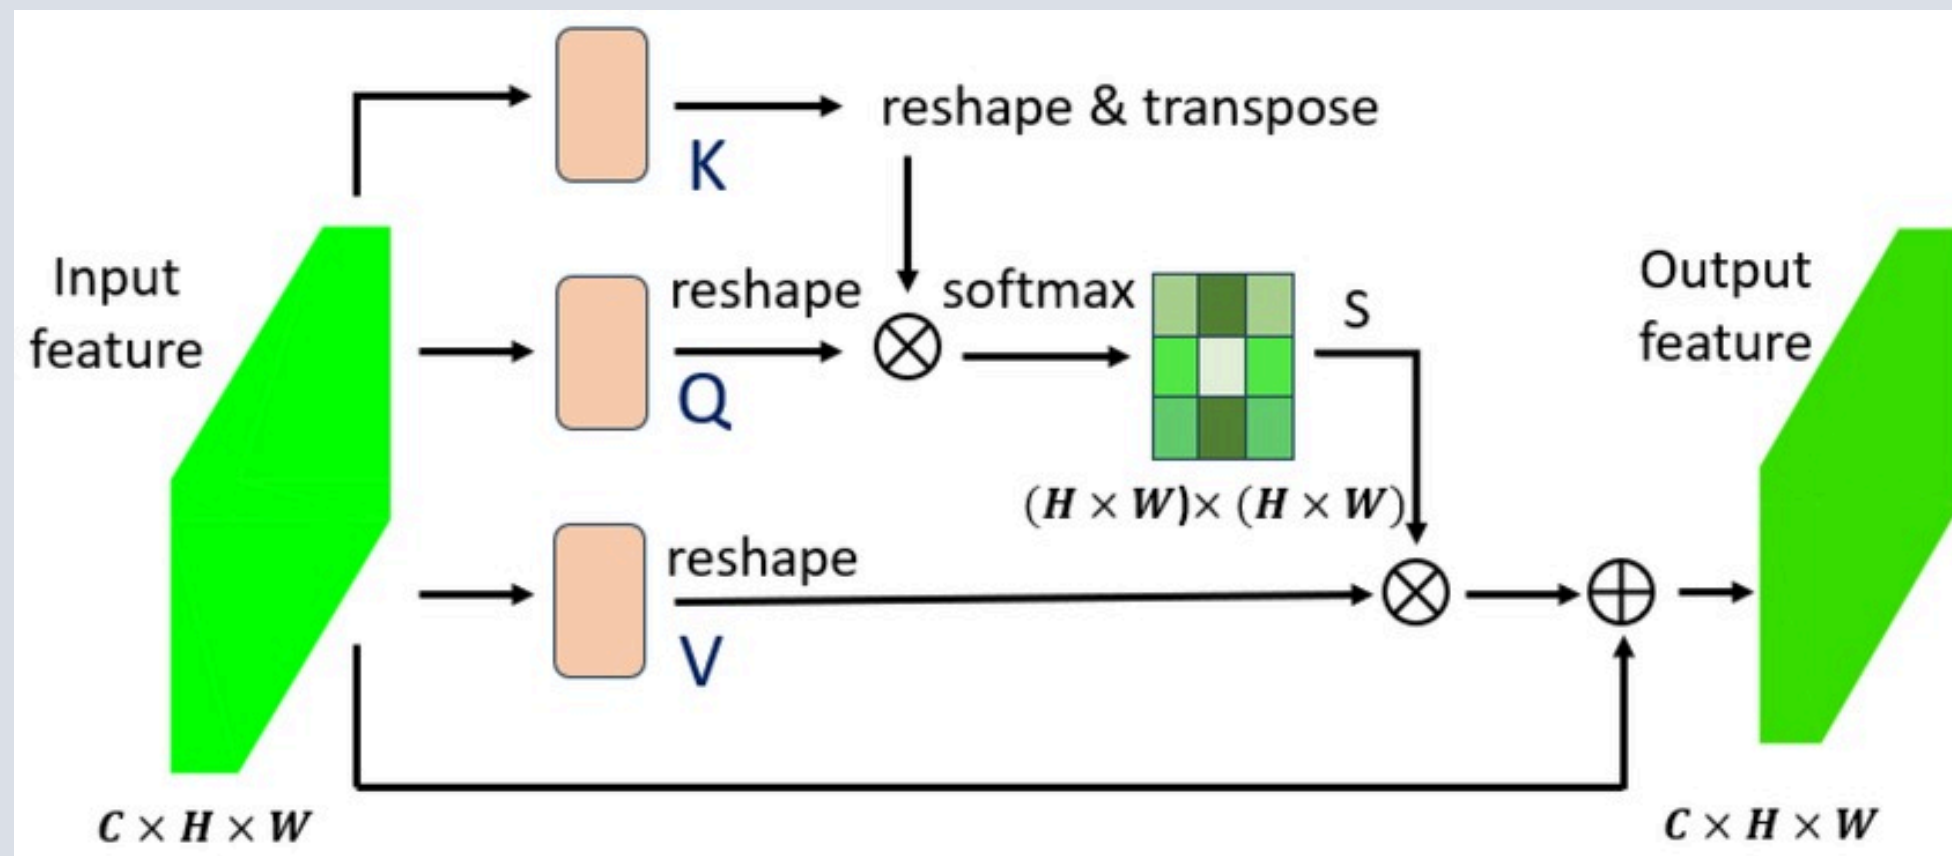 reshape & transpose
K
Input
feature
reshape
softmax
S
Output
feature
Q
(H × W)× (H × W)
reshape
V
C × H × W
C × H × W